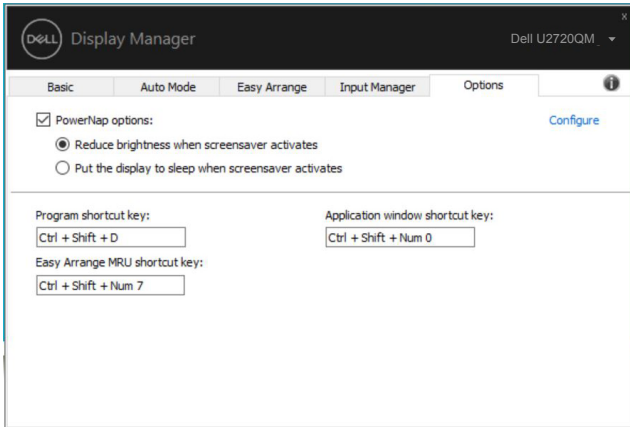 x
DELL Display Manager
Dell U2720QM
Basic Auto Mode Easy Arrange Input Manager Options
PowerNap options: Configure
Reduce brightness when screensaver activates
Put the display to sleep when screensaver activates
Program shortcut key: Application window shortcut key:
Ctrl + Shift + D Ctrl + Shift + Num 0
Easy Arrange MRU shortcut key:
Ctrl + Shift + Num 7